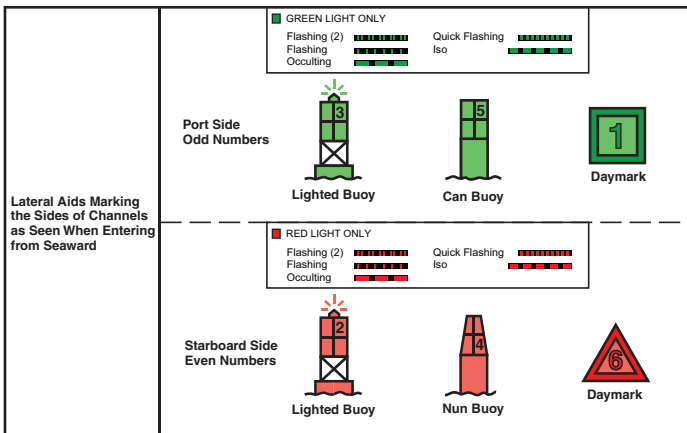 GREEN LIGHT ONLY
Flashing (2)
Quick Flashing
Flashing
Iso
Occulting
Port Side
Odd Numbers
3
5
1
Lighted Buoy
Can Buoy
Daymark
Lateral Aids Marking
the Sides of Channels
as Seen When Entering
from Seaward
RED LIGHT ONLY
Flashing (2)
Quick Flashing
Flashing
Iso
Occulting
Starboard Side
Even Numbers
2
4
6
Lighted Buoy
Nun Buoy
Daymark